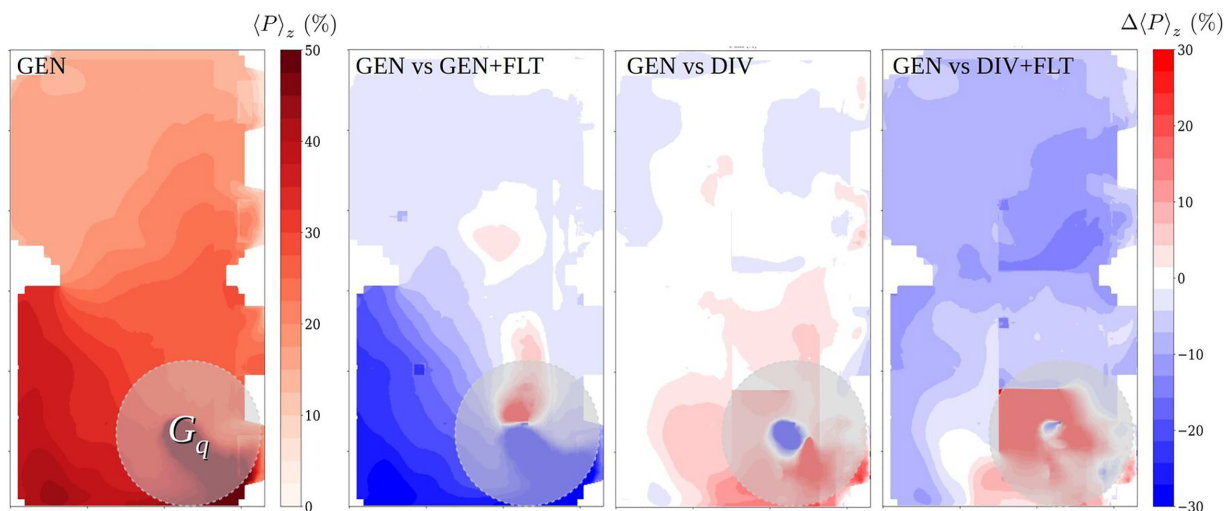 ⟨P⟩z (%)
Δ⟨P⟩z (%)
GEN
GEN vs GEN+FLT
GEN vs DIV
GEN vs DIV+FLT
50
40
30
20
10
0
30
20
10
0
−10
−20
−30
Gq